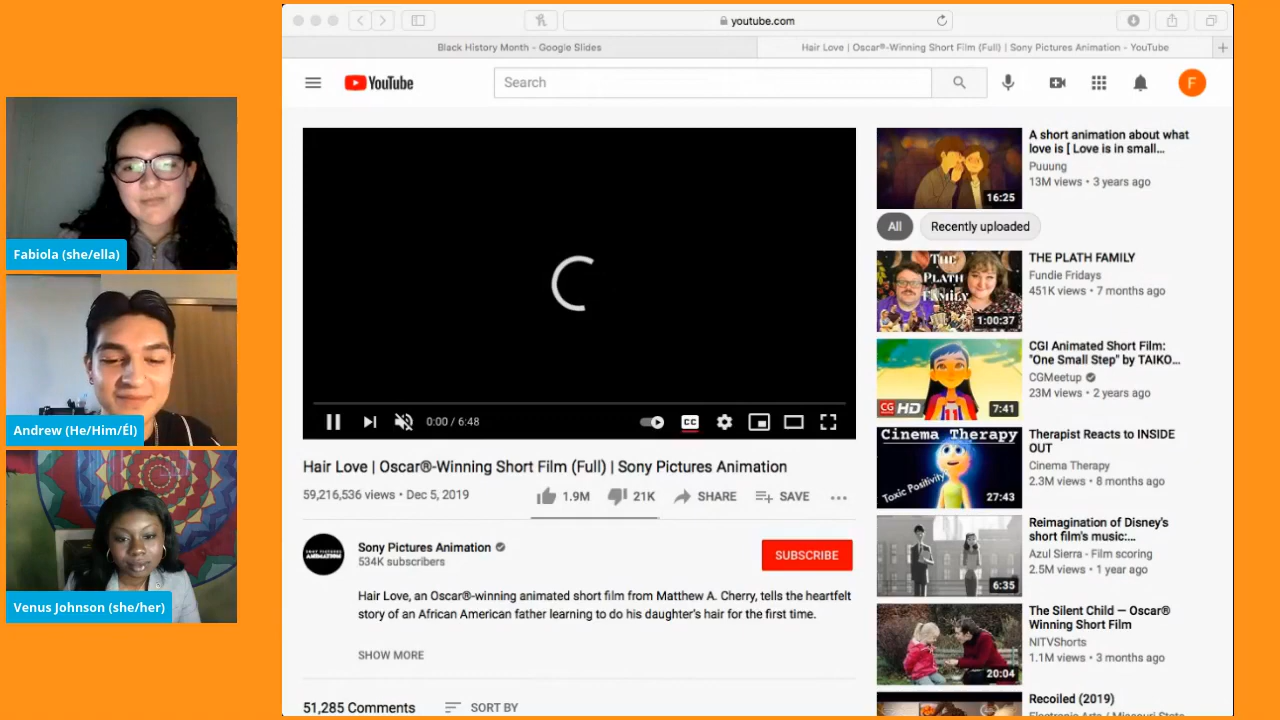 youtube.com
Black History Month - Google Slides
Hair Love | Oscar®-Winning Short Film (Full) | Sony Pictures Animation - YouTube
YouTube
Search
F
Fabiola (she/ella)
Andrew (He/Him/Él)
Venus Johnson (she/her)
0:00 / 6:48
CC
Hair Love | Oscar®-Winning Short Film (Full) | Sony Pictures Animation
59,216,536 views • Dec 5, 2019
1.9M
21K
SHARE
SAVE
SONY PICTURES
ANIMATION
Sony Pictures Animation
534K subscribers
SUBSCRIBE
Hair Love, an Oscar®-winning animated short film from Matthew A. Cherry, tells the heartfelt
story of an African American father learning to do his daughter's hair for the first time.
SHOW MORE
51,285 Comments
SORT BY
16:25
A short animation about what
love is [ Love is in small...
Puuung
13M views • 3 years ago
All
Recently uploaded
THE
PLATH
FAMILY
1:00:37
THE PLATH FAMILY
Fundie Fridays
451K views • 7 months ago
CG HD
7:41
CGI Animated Short Film:
"One Small Step" by TAIKO...
CGMeetup
23M views • 2 years ago
Cinema Therapy
Toxic Positivity
27:43
Therapist Reacts to INSIDE
OUT
Cinema Therapy
2.3M views • 8 months ago
6:35
Reimagination of Disney's
short film's music:...
Azul Sierra - Film scoring
2.5M views • 1 year ago
20:04
The Silent Child — Oscar®
Winning Short Film
NITVShorts
1.1M views • 3 months ago
Recoiled (2019)